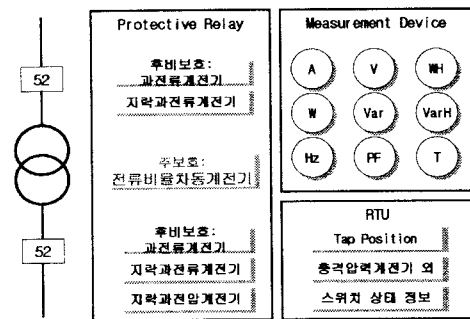 52
52
Protective Relay
후비보호:
과전류계전기
지락과전류계전기
주보호:
전류비율차동계전기
후비보호:
과전류계전기
지락과전류계전기
지락과전압계전기
Measurement Device
A
V
WH
W
Var
VarH
Hz
PF
T
RTU
Tap Position
충격압력계전기 외
스위치 상태 정보